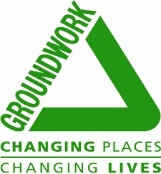 GROUNDWORK
CHANGING PLACES
CHANGING LIVES